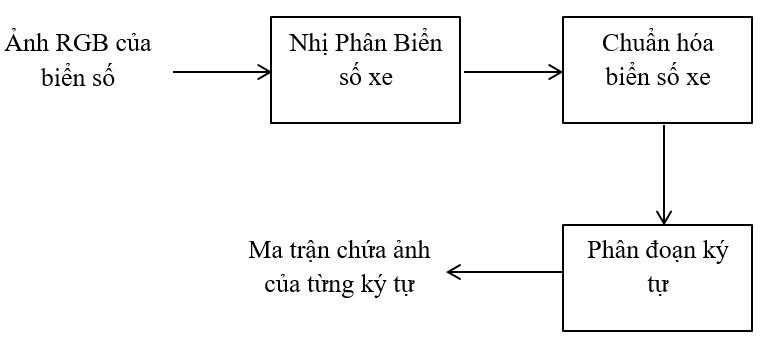 Ảnh RGB của
biển số
Nhị Phân Biển
số xe
Chuẩn hóa
biển số xe
Phân đoạn ký
tự
Ma trận chứa ảnh
của từng ký tự